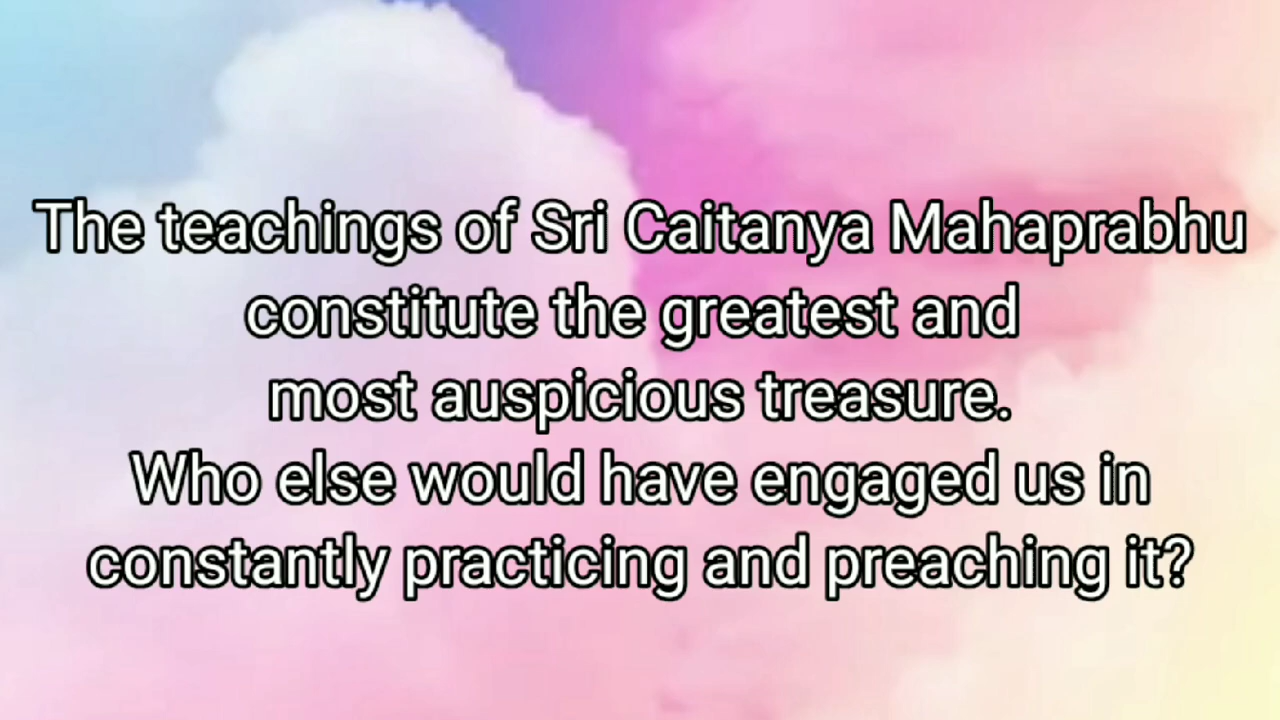 The teachings of Sri Caitanya Mahaprabhu
constitute the greatest and
most auspicious treasure.
Who else would have engaged us in
constantly practicing and preaching it?